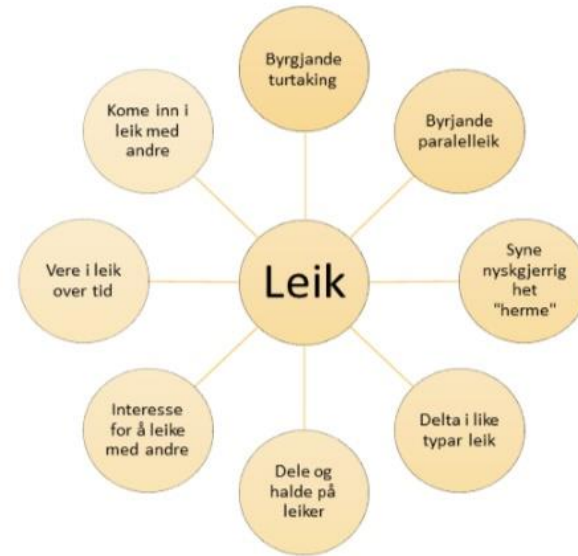 Byrgjande
turtaking
Byrjande
paralelleik
Syne
nyskgjerrig
het
"herme"
Delta i like
typar leik
Dele og
halde på
leiker
Interesse
for å leike
med andre
Vere i leik
over tid
Kome inn i
leik med
andre
Leik